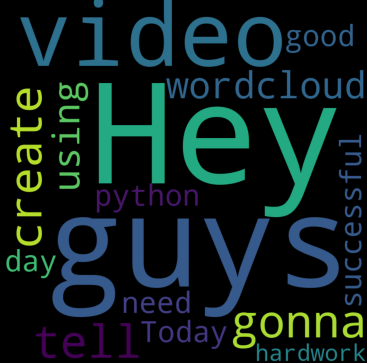 video
good
wordcloud
Hey
using
create
python
successful
guys
day
need
gonna
Today
tell
hardwork